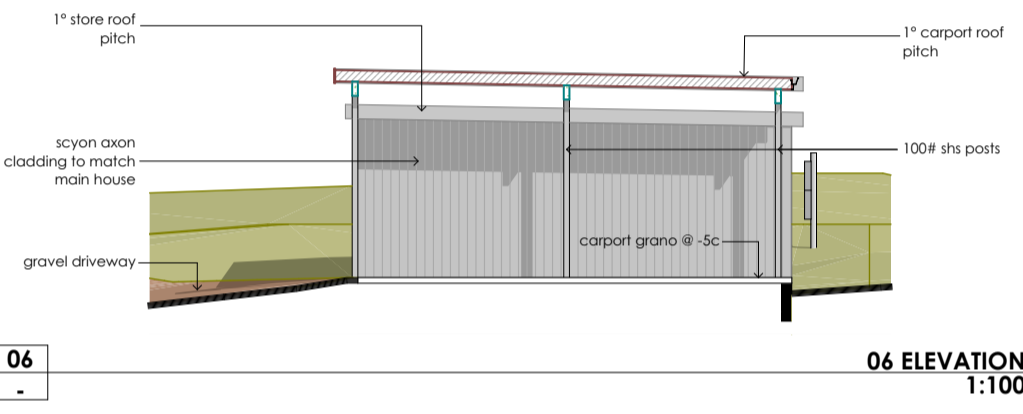 1° store roof
pitch
1° carport roof
pitch
scyon axon
cladding to match
main house
100# shs posts
carport grano @ -5c
gravel driveway
06
-
06 ELEVATION
1:100